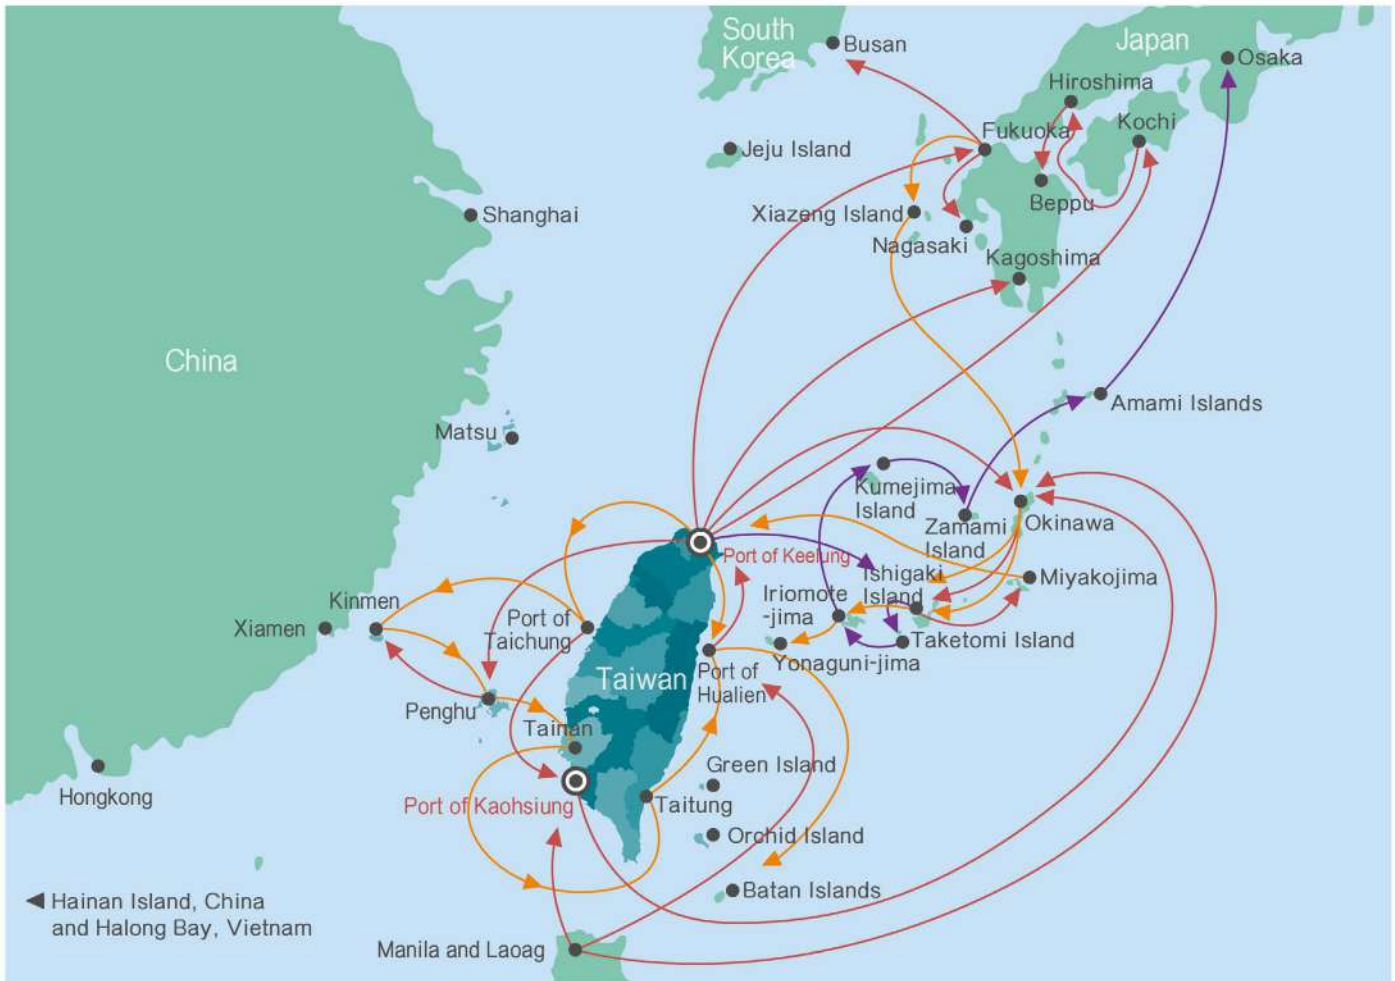 South
Korea
Busan
Japan
Osaka
Hiroshima
Kochi
Fukuoka
Jeju Island
Beppu
Xiazeng Island
Shanghai
Nagasaki
Kagoshima
China
Amami Islands
Matsu
Kumejima
Island
Zamami
Island
Okinawa
Port of Keelung
Ishigaki
Island
Miyakojima
Iriomote
-jima
Kinmen
Xiamen
Port of
Taichung
Taketomi Island
Yonaguni-jima
Taiwan
Port of
Hualien
Penghu
Tainan
Green Island
Hongkong
Port of Kaohsiung
Taitung
Orchid Island
Batan Islands
Hainan Island, China
and Halong Bay, Vietnam
Manila and Laoag